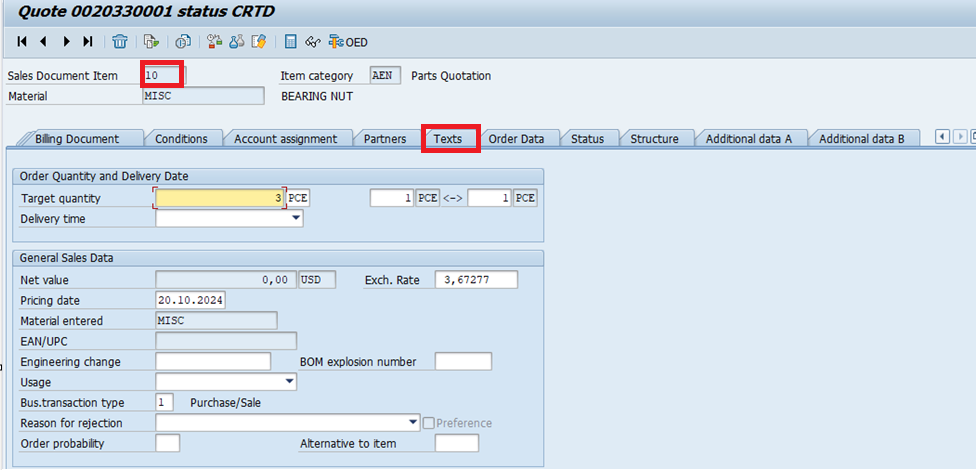 Quote 0020330001 status CRTD
OED
Sales Document Item 10 Item category AEN Parts Quotation
Material MISC BEARING NUT
Billing Document Conditions Account assignment Partners Texts Order Data Status Structure Additional data A Additional data B
Order Quantity and Delivery Date
Target quantity 3 PCE 1 PCE <-> 1 PCE
Delivery time
General Sales Data
Net value 0,00 USD Exch. Rate 3,67277
Pricing date 20.10.2024
Material entered MISC
EAN/UPC
Engineering change BOM explosion number
Usage
Bus.transaction type 1 Purchase/Sale
Reason for rejection Preference
Order probability Alternative to item